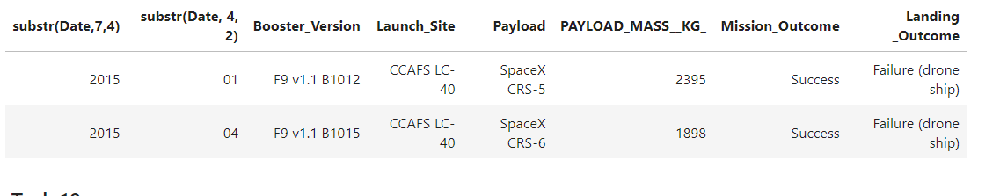 substr(Date,7,4) substr(Date, 4, 2) Booster_Version Launch_Site Payload PAYLOAD_MASS__KG_ Mission_Outcome Landing _Outcome
2015 01 F9 v1.1 B1012 CCAFS LC-40 SpaceX CRS-5 2395 Success Failure (drone ship)
2015 04 F9 v1.1 B1015 CCAFS LC-40 SpaceX CRS-6 1898 Success Failure (drone ship)